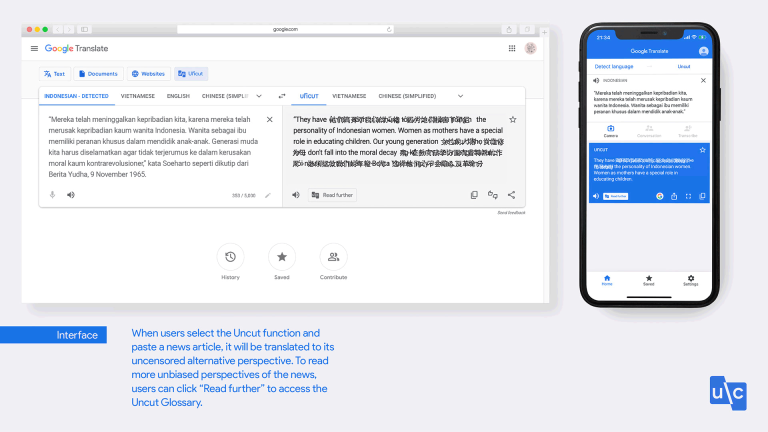 google.com
Google Translate
Text
Documents
Websites
Uncut
INDONESIAN - DETECTED
VIETNAMESE
ENGLISH
CHINESE (SIMPLIF
uncut
VIETNAMESE
CHINESE (SIMPLIFIED)
"Mereka telah meninggalkan kepribadian kita, karena mereka telah
merusak kepribadian kaum wanita Indonesia. Wanita sebagai ibu
memiliki peranan khusus dalam mendidik anak-anak. Generasi muda
kita harus diselamatkan agar tidak terjerumus ke dalam kerusakan
moral kaum kontrarevolusioner," kata Soeharto seperti dikutip dari
Berita Yudha, 9 November 1965.
/ 5,000
"They have the
personality of Indonesian women. Women as mothers have a special
role in educating children. Our young generation
don't fall into the moral decay
Read further
Send feedback
History
Saved
Contribute
21:34
Google Translate
Detect language
Uncut
INDONESIAN
"Mereka telah meninggalkan kepribadian kita,
karena mereka telah merusak kepribadian kaum
wanita Indonesia. Wanita sebagai ibu memiliki
peranan khusus dalam mendidik anak-anak."
Camera
Conversation
Transcribe
UNCUT
They have
the personality of Indonesian women.
Women as mothers have a special role in
educating children.
Read further
Home
Saved
Settings
Interface
When users select the Uncut function and
paste a news article, it will be translated to its
uncensored alternative perspective. To read
more unbiased perspectives of the news,
users can click "Read further" to access the
Uncut Glossary.
u\c